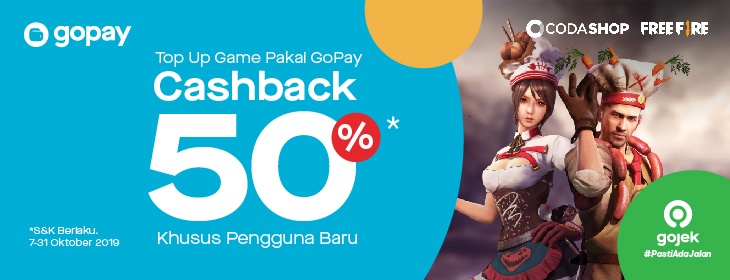 gopay
CODASHOP FREE FIRE
Top Up Game Pakai GoPay
Cashback
50%*
Khusus Pengguna Baru
*S&K Berlaku.
7-31 Oktober 2019
gojek
#PastiAdaJalan